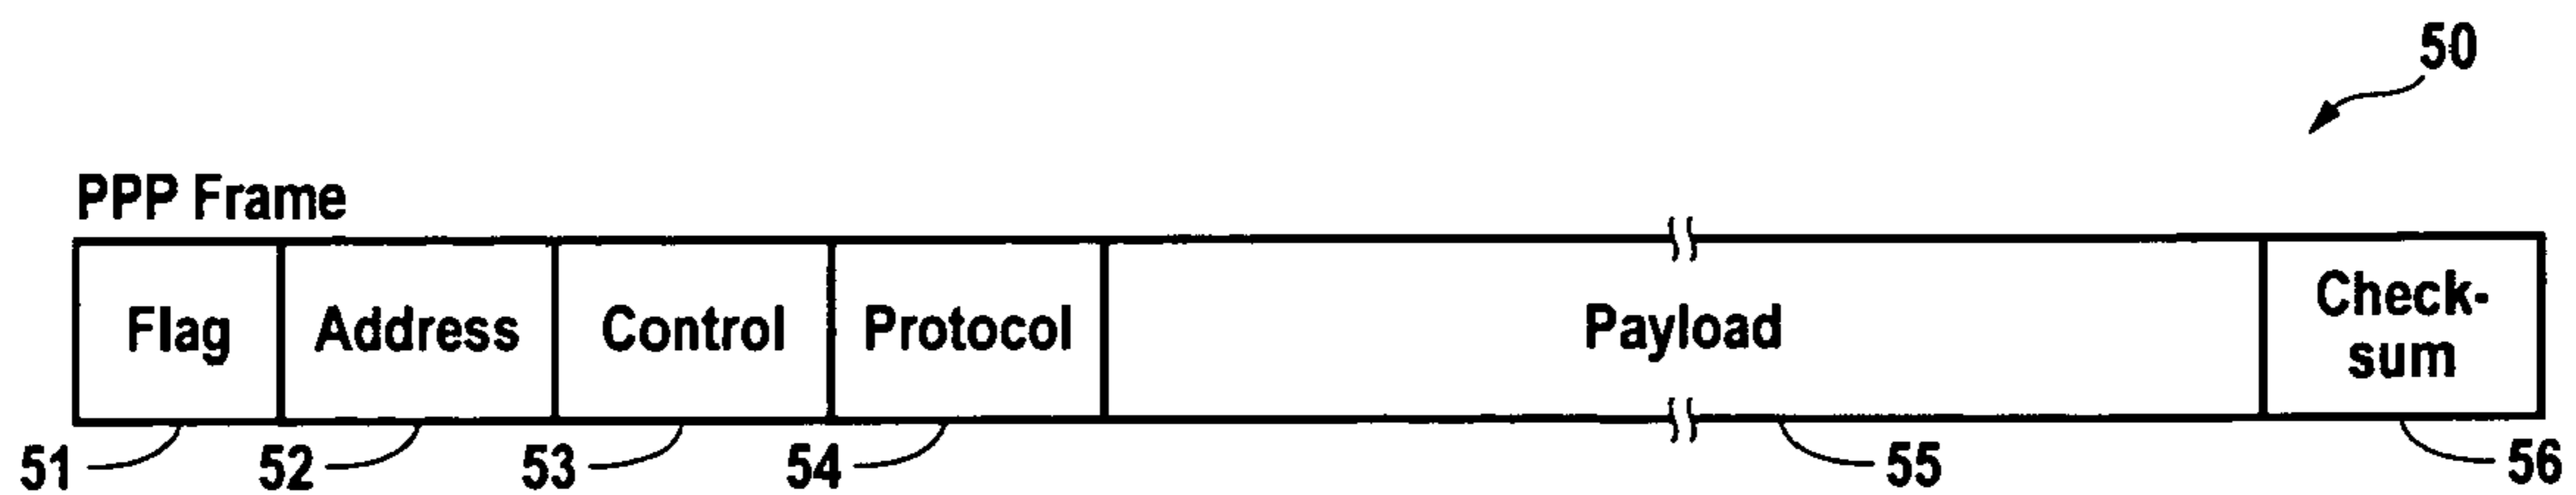 50
PPP Frame
Flag Address Control Protocol Payload Check-
sum
51 52 53 54 55 56